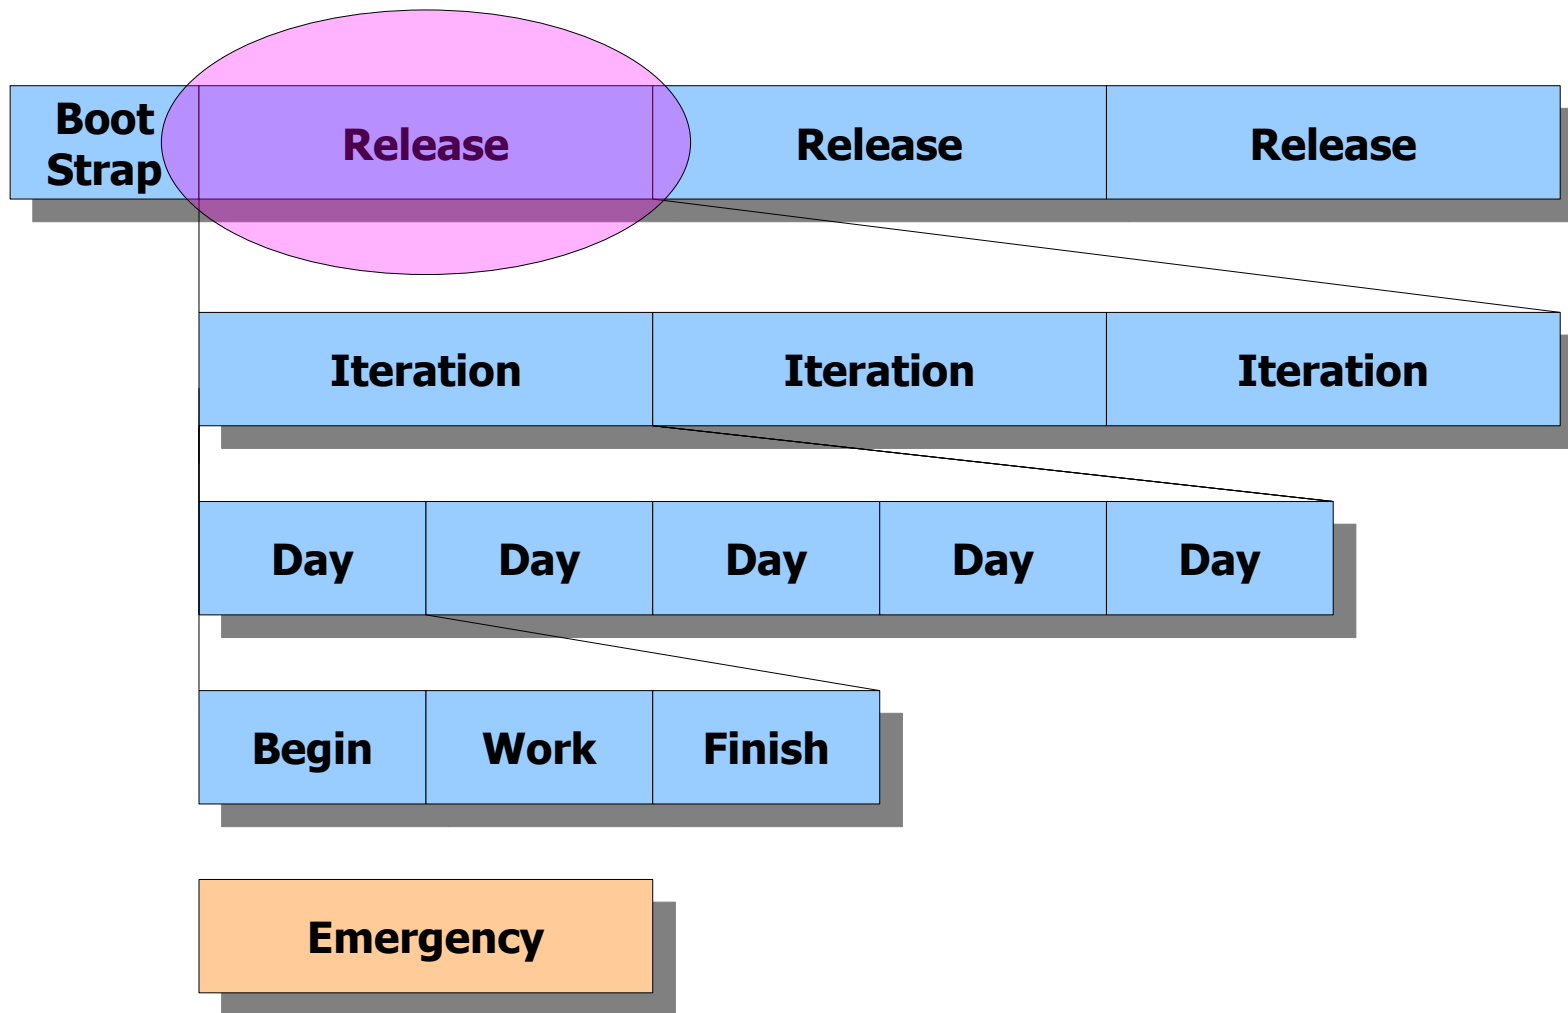 Boot
Strap
Release
Release
Release
Iteration
Iteration
Iteration
Day
Day
Day
Day
Day
Begin
Work
Finish
Emergency